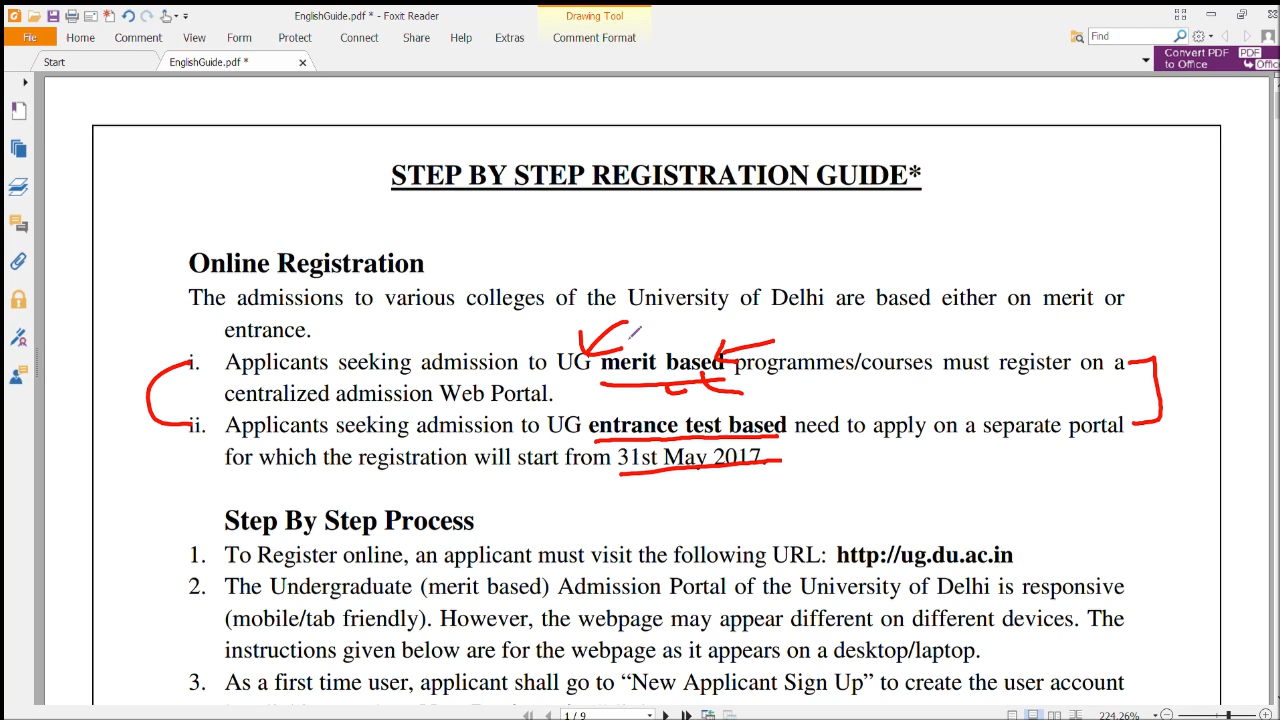 EnglishGuide.pdf * - Foxit Reader
Drawing Tool
File Home Comment View Form Protect Connect Share Help Extras Comment Format
Find
Start
EnglishGuide.pdf *
Convert PDF to Office
PDF
Office
STEP BY STEP REGISTRATION GUIDE*
Online Registration
The admissions to various colleges of the University of Delhi are based either on merit or
entrance.
i. Applicants seeking admission to UG merit based programmes/courses must register on a
centralized admission Web Portal.
ii. Applicants seeking admission to UG entrance test based need to apply on a separate portal
for which the registration will start from 31st May 2017.
Step By Step Process
1. To Register online, an applicant must visit the following URL: http://ug.du.ac.in
2. The Undergraduate (merit based) Admission Portal of the University of Delhi is responsive
(mobile/tab friendly). However, the webpage may appear different on different devices. The
instructions given below are for the webpage as it appears on a desktop/laptop.
3. As a first time user, applicant shall go to “New Applicant Sign Up” to create the user account
1 / 9
224.26%